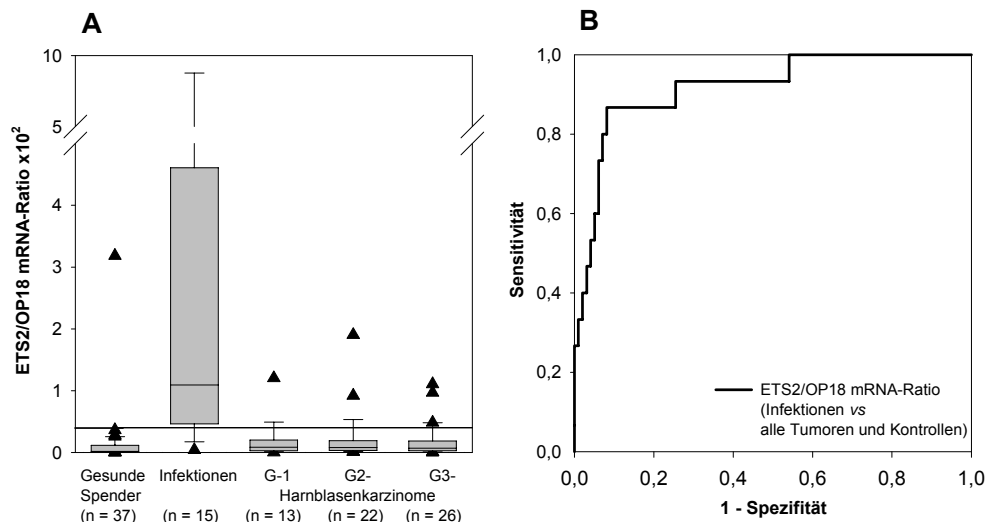 A
ETS2/OP18 mRNA-Ratio x10²
10
5
4
3
2
1
0
Gesunde Spender (n = 37)
Infektionen (n = 15)
G-1 (n = 13)
G2- (n = 22)
G3- (n = 26)
Harnblasenkarzinome
B
Sensitivität
1,0
0,8
0,6
0,4
0,2
0,0
0,0 0,2 0,4 0,6 0,8 1,0
1 - Spezifität
ETS2/OP18 mRNA-Ratio
(Infektionen vs
alle Tumoren und Kontrollen)